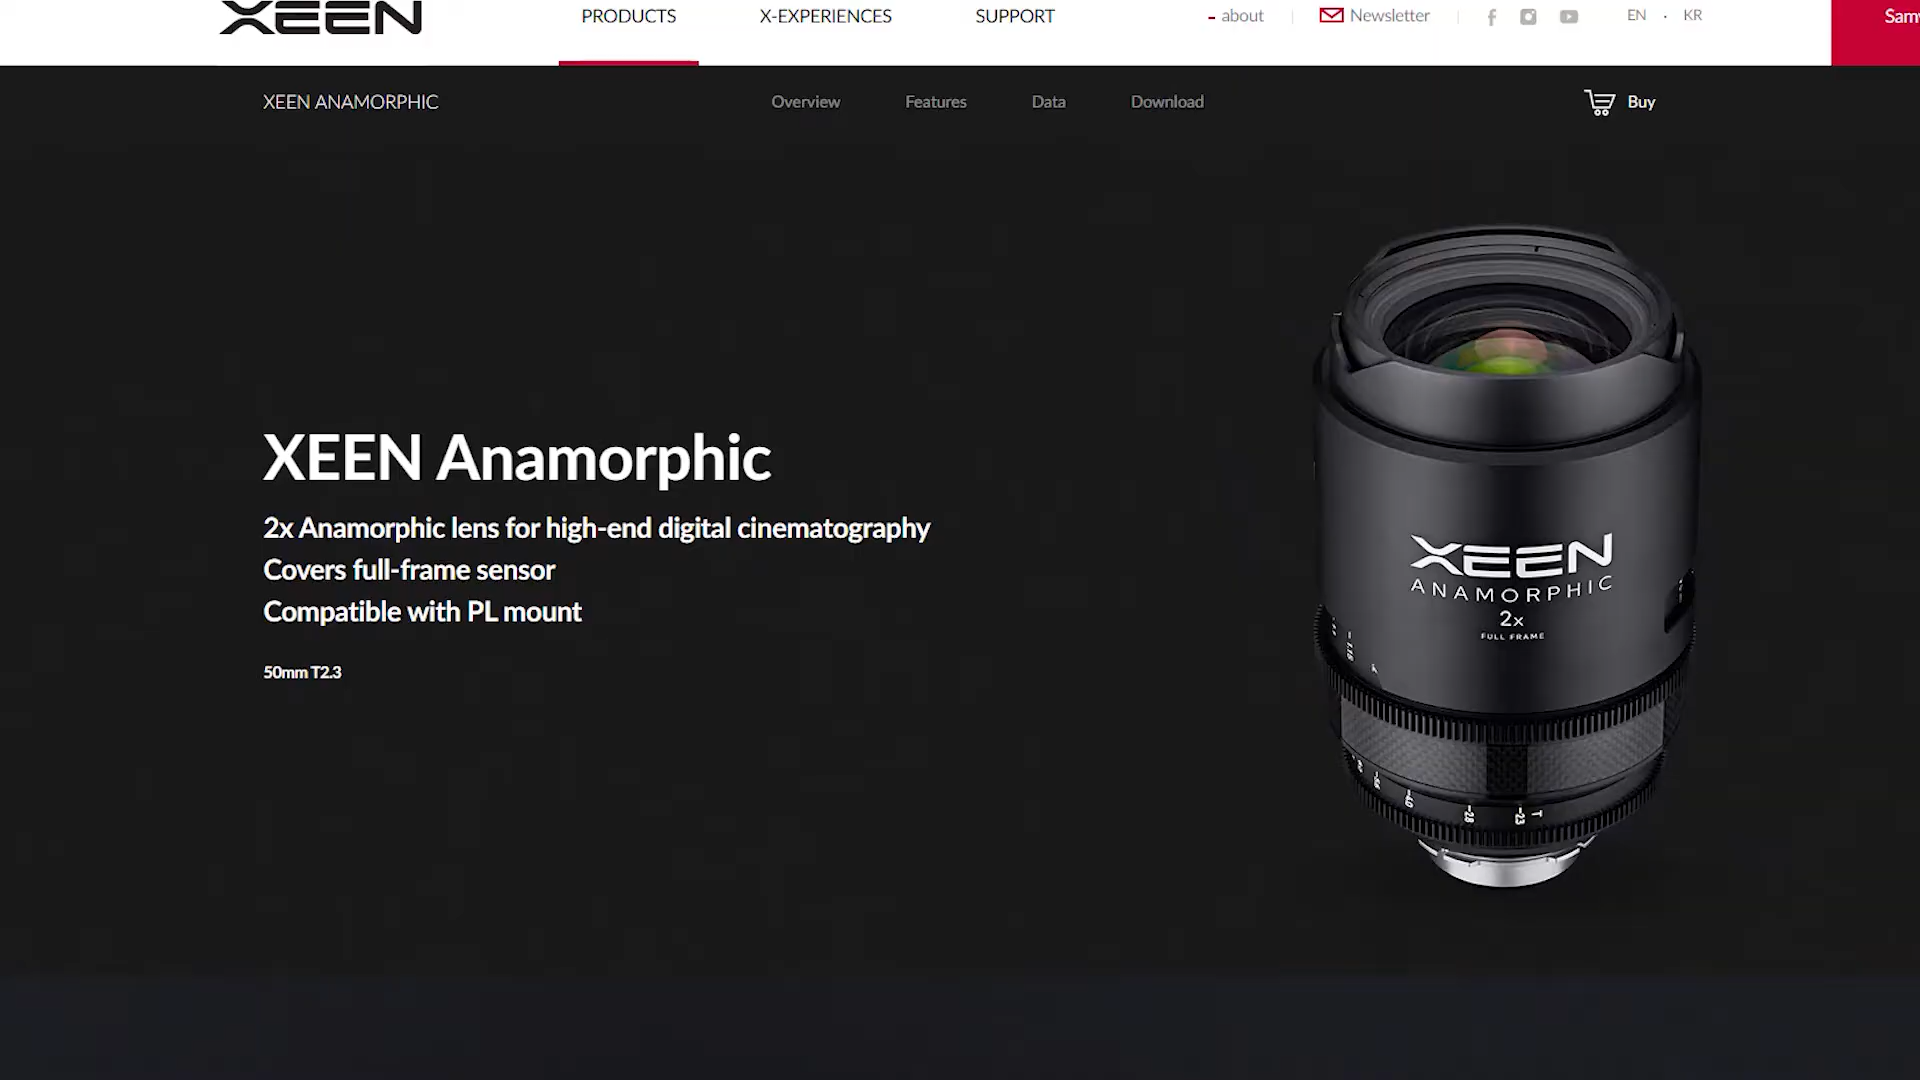 XEEN
PRODUCTS
X-EXPERIENCES
SUPPORT
about
Newsletter
EN
KR
XEEN ANAMORPHIC
Overview
Features
Data
Download
Buy
XEEN Anamorphic
2x Anamorphic lens for high-end digital cinematography
Covers full-frame sensor
Compatible with PL mount
50mm T2.3
XEEN
ANAMORPHIC
2x
FULL FRAME